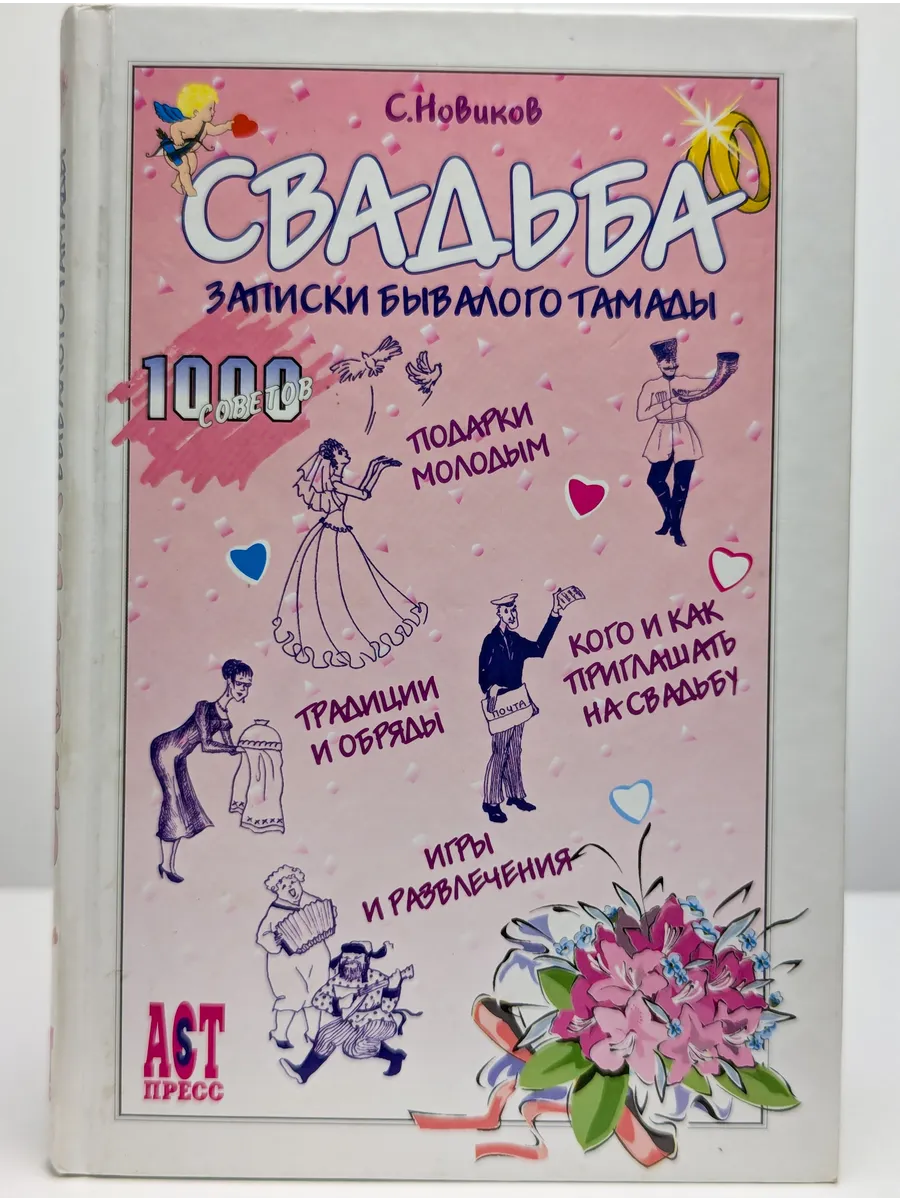 С.Новиков
СВАДЬБА
ЗАПИСКИ БЫВАЛОГО ТАМАДЫ
1000
СОВЕТОВ
ПОДАРКИ
МОЛОДЫМ
КОГО И КАК
ПРИГЛАШАТЬ
НА СВАДЬБУ
ПОЧТА
ТРАДИЦИИ
И ОБРЯДЫ
ИГРЫ
И РАЗВЛЕЧЕНИЯ
АСТ
ПРЕСС